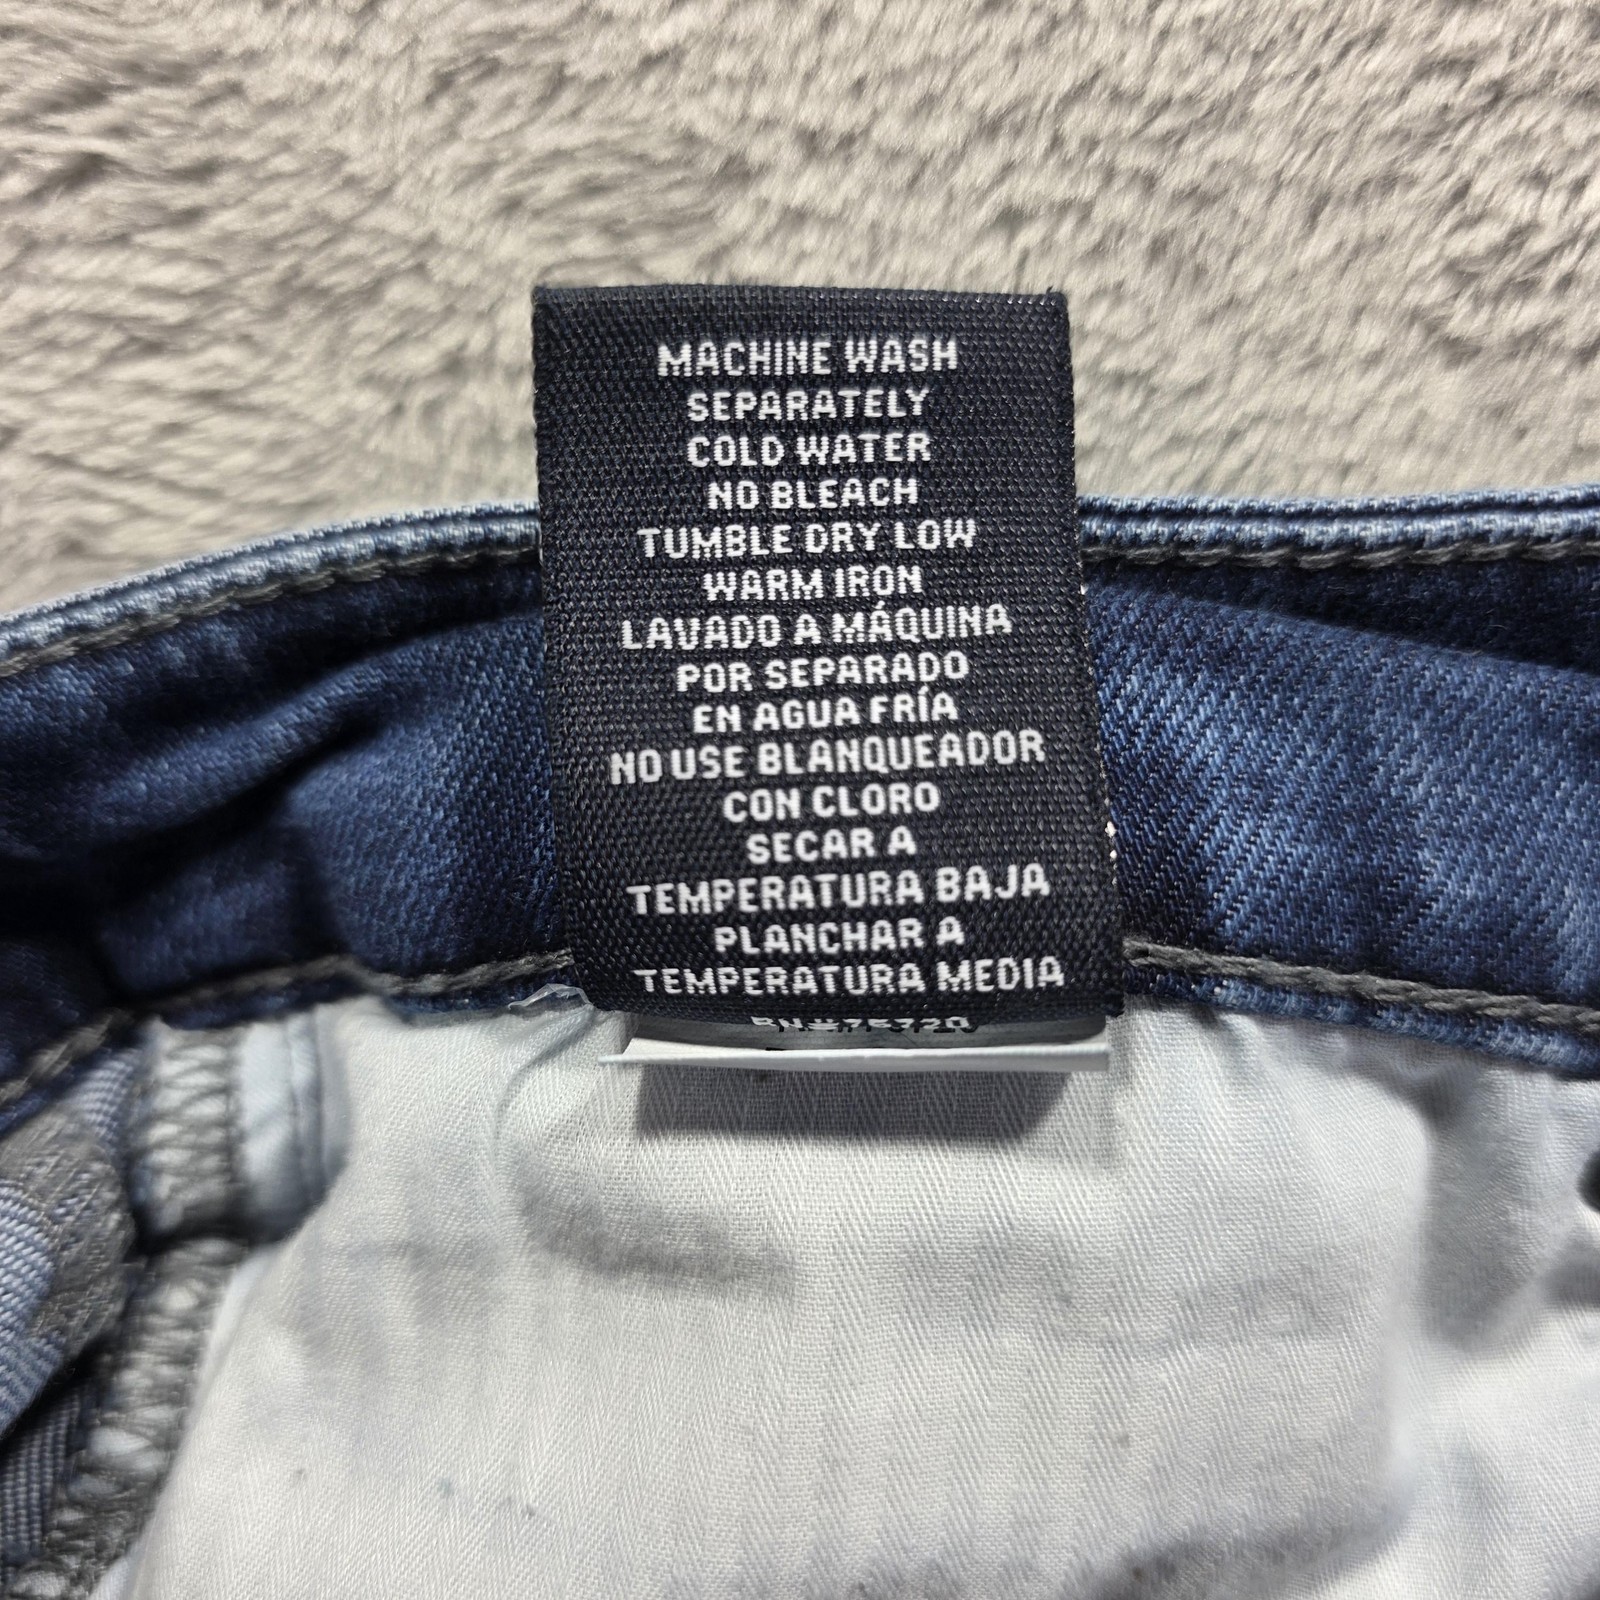 MACHINE WASH
SEPARATELY
COLD WATER
NO BLEACH
TUMBLE DRY LOW
WARM IRON
LAVADO A MÁQUINA
POR SEPARADO
EN AGUA FRÍA
NO USE BLANQUEADOR
CON CLORO
SECAR A
TEMPERATURA BAJA
PLANCHAR A
TEMPERATURA MEDIA